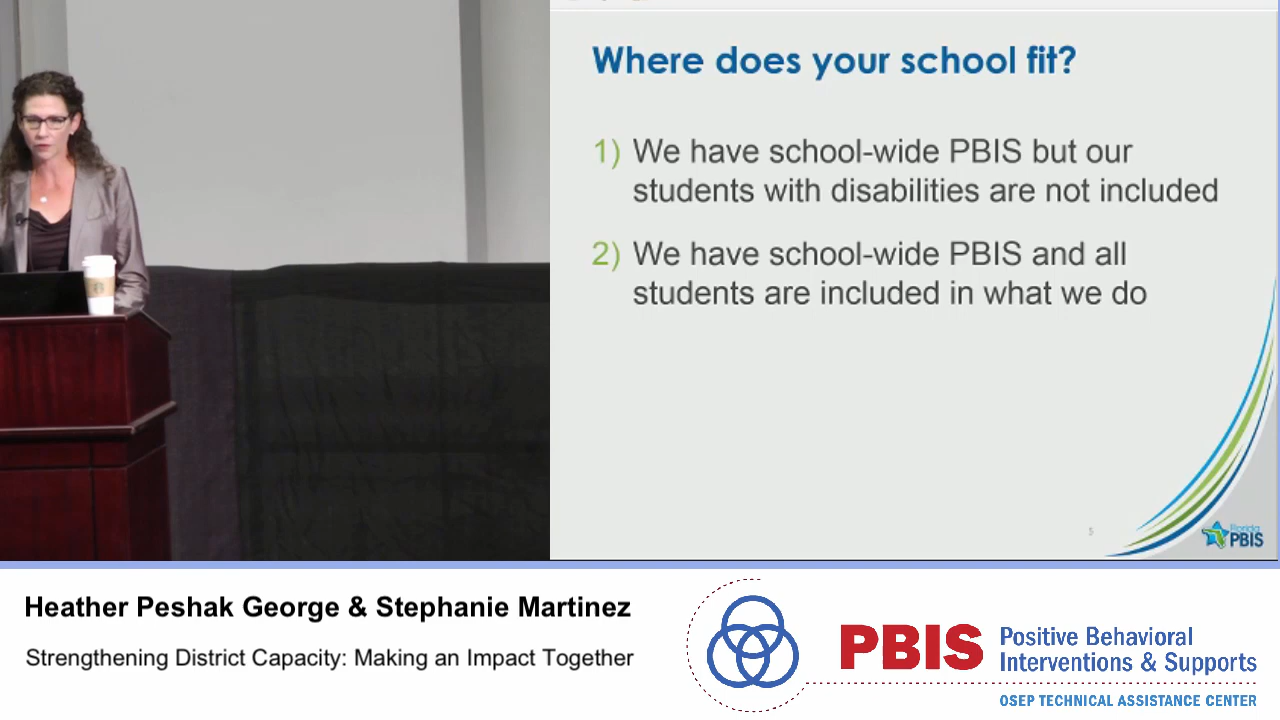 Where does your school fit?
1) We have school-wide PBIS but our
students with disabilities are not included
2) We have school-wide PBIS and all
students are included in what we do
5
Florida
PBIS
Heather Peshak George & Stephanie Martinez
Strengthening District Capacity: Making an Impact Together
PBIS
Positive Behavioral
Interventions & Supports
OSEP TECHNICAL ASSISTANCE CENTER